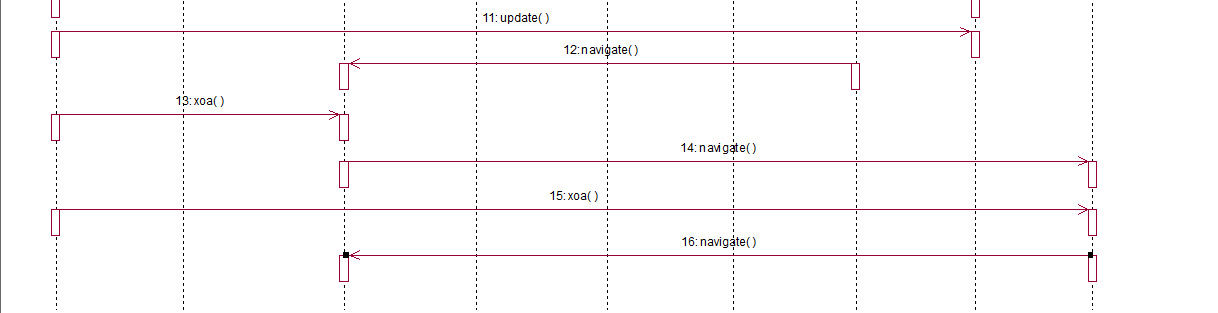 11: update( )
12: navigate( )
13: xoa( )
14: navigate( )
15: xoa( )
16: navigate( )